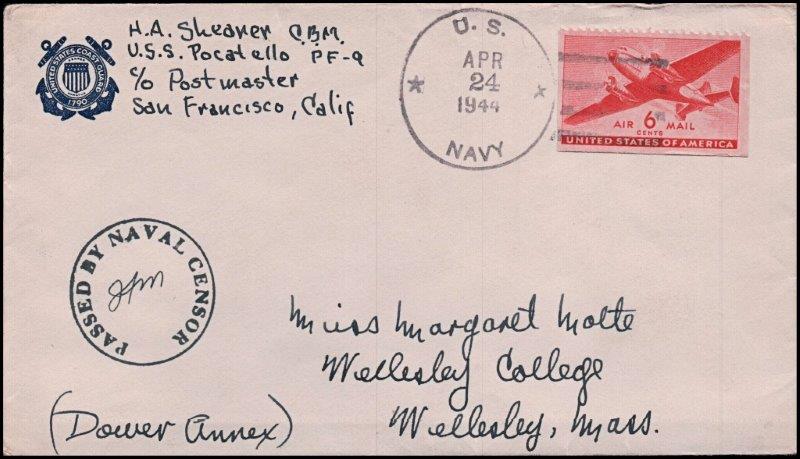 UNITED STATES COAST GUARD
1790
H.A. Shearer C.B.M.
U.S.S. Pocatello PF-9
c/o Postmaster
San Francisco, Calif
U. S.
APR
24
1944
NAVY
AIR 6 MAIL
CENTS
UNITED STATES OF AMERICA
PASSED BY NAVAL CENSOR
Miss Margaret Motte
Wellesley College
Wellesley, Mass.
(Dower Annex)